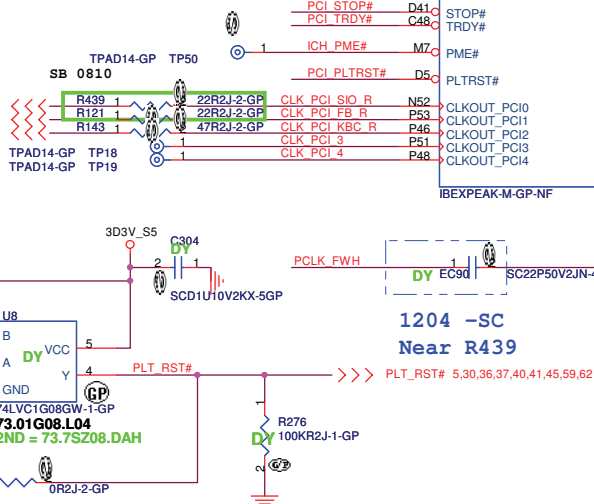 PCI_STOP# D41 STOP#
PCI_TRDY# C48 TRDY#
1 ICH_PME# M7 PME#
TPAD14-GP TP50
SB 0810
PCI_PLTRST# D5 PLTRST#
R439 1 22R2J-2-GP CLK_PCI_SIO_R N52 CLKOUT_PCI0
R121 1 22R2J-2-GP CLK_PCI_FB_R P53 CLKOUT_PCI1
R143 1 47R2J-2-GP CLK_PCI_KBC_R P46 CLKOUT_PCI2
TPAD14-GP TP18 1 CLK_PCI_3 P51 CLKOUT_PCI3
TPAD14-GP TP19 1 CLK_PCI_4 P48 CLKOUT_PCI4
IBEXPEAK-M-GP-NF
3D3V_S5
C304
DY
2 1
SCD1U10V2KX-5GP
PCLK_FWH 1
DY EC90 SC22P50V2JN-4
1204 -SC
Near R439
U8
B
A
GND
DY VCC 5
Y 4
PLT_RST#
PLT_RST# 5,30,36,37,40,41,45,59,62
GP
74LVC1G08GW-1-GP
73.01G08.L04
2ND = 73.7SZ08.DAH
1
R276
DY 100KR2J-1-GP
2
0R2J-2-GP